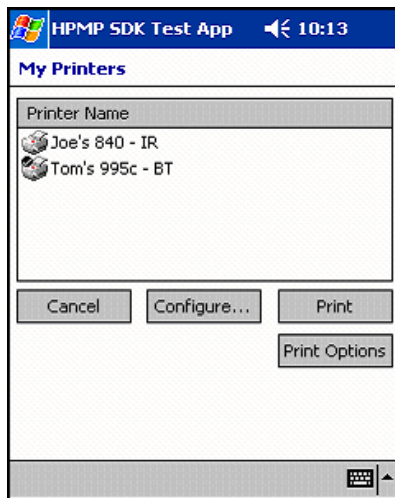 HPMP SDK Test App 10:13
My Printers
Printer Name
Joe's 840 - IR
Tom's 995c - BT
Cancel Configure... Print
Print Options